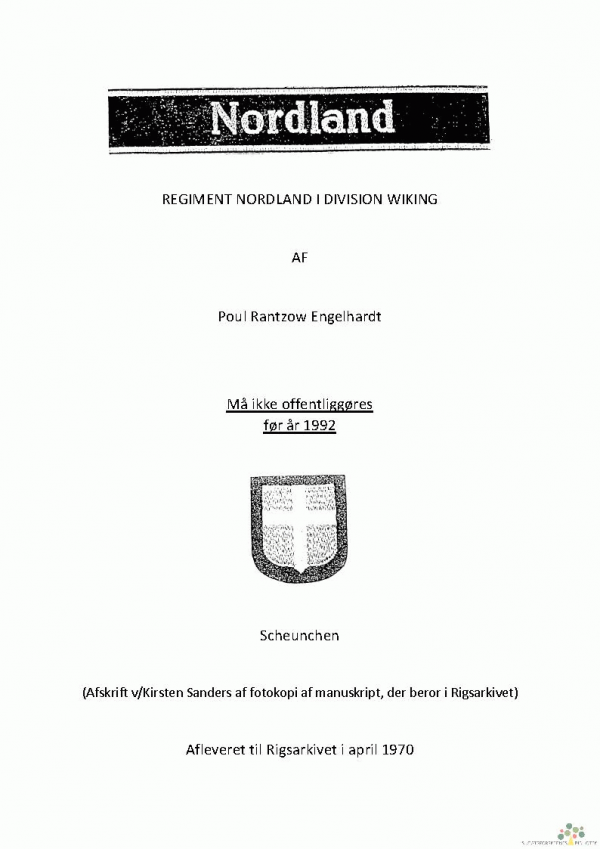 Nordland
REGIMENT NORDLAND I DIVISION WIKING
AF
Poul Rantzow Engelhardt
Må ikke offentliggøres
før år 1992
Scheunchen
(Afskrift v/Kirsten Sanders af fotokopi af manuskript, der beror i Rigsarkivet)
Afleveret til Rigsarkivet i april 1970